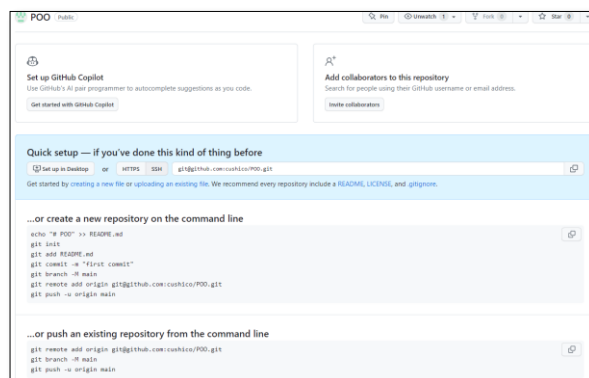 POO Public
Pin
Unwatch 1
Fork 0
Star 0
Set up GitHub Copilot
Use GitHub's AI pair programmer to autocomplete suggestions as you code.
Get started with GitHub Copilot
Add collaborators to this repository
Search for people using their GitHub username or email address.
Invite collaborators
Quick setup — if you've done this kind of thing before
Set up in Desktop or HTTPS SSH git@github.com:cushico/POO.git
Get started by creating a new file or uploading an existing file. We recommend every repository include a README, LICENSE, and .gitignore.
...or create a new repository on the command line
echo "# POO" >> README.md
git init
git add README.md
git commit -m "first commit"
git branch -M main
git remote add origin git@github.com:cushico/POO.git
git push -u origin main
...or push an existing repository from the command line
git remote add origin git@github.com:cushico/POO.git
git branch -M main
git push -u origin main